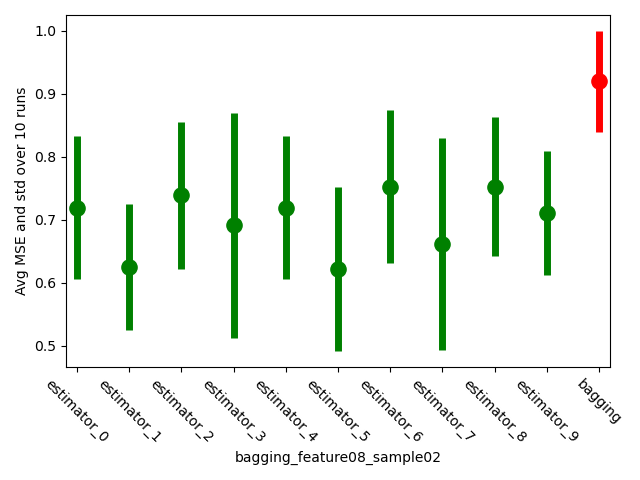 1.0
0.9
0.8
0.7
0.6
0.5
Avg MSE and std over 10 runs
estimator_0
estimator_1
estimator_2
estimator_3
estimator_4
estimator_5
estimator_6
estimator_7
estimator_8
estimator_9
bagging
bagging_feature08_sample02